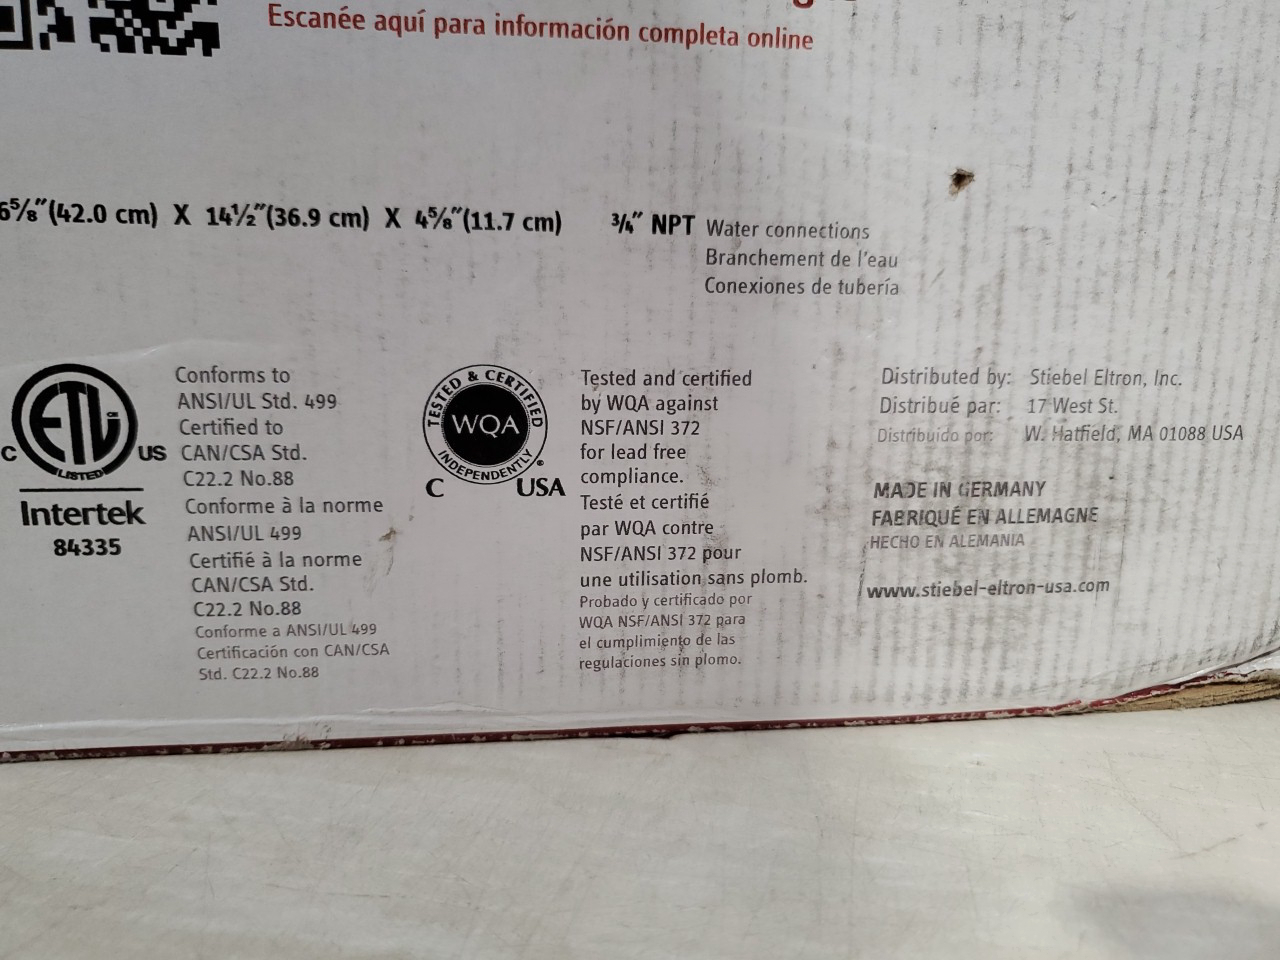 Escanée aquí para información completa online
6⅝"(42.0 cm) X 14½"(36.9 cm) X 4⅝"(11.7 cm)
¾" NPT Water connections
Branchement de l'eau
Conexiones de tubería
ETL
CM
LISTED
C US
Intertek
84335
Conforms to
ANSI/UL Std. 499
Certified to
CAN/CSA Std.
C22.2 No.88
Conforme à la norme
ANSI/UL 499
Certifié à la norme
CAN/CSA Std.
C22.2 No.88
Conforme a ANSI/UL 499
Certificación con CAN/CSA
Std. C22.2 No.88
TESTED & CERTIFIED
WQA
INDEPENDENTLY
C USA
Tested and certified
by WQA against
NSF/ANSI 372
for lead free
compliance.
Testé et certifié
par WQA contre
NSF/ANSI 372 pour
une utilisation sans plomb.
Probado y certificado por
WQA NSF/ANSI 372 para
el cumplimiento de las
regulaciones sin plomo.
Distributed by: Stiebel Eltron, Inc.
Distribué par: 17 West St.
Distribuido por: W. Hatfield, MA 01088 USA
MADE IN GERMANY
FABRIQUÉ EN ALLEMAGNE
HECHO EN ALEMANIA
www.stiebel-eltron-usa.com